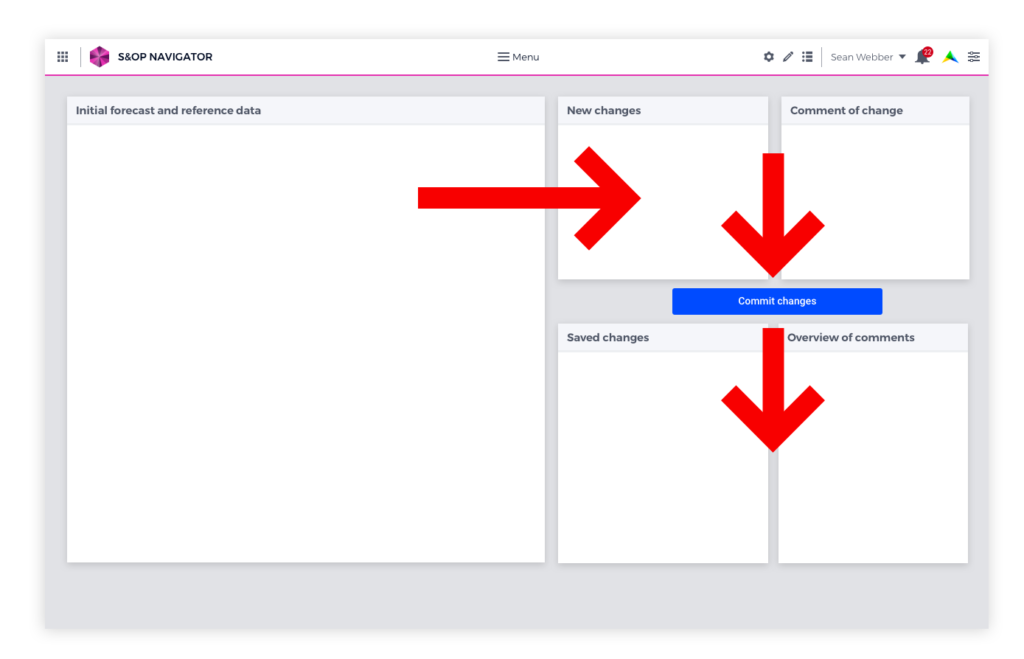 S&OP NAVIGATOR
Menu
Sean Webber
22
Initial forecast and reference data
New changes
Comment of change
Commit changes
Saved changes
Overview of comments